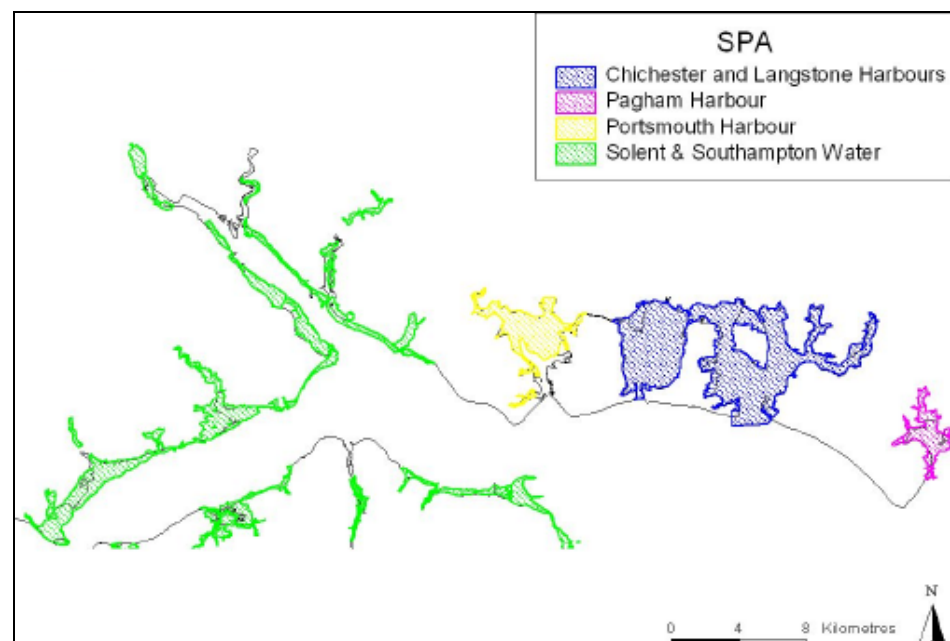 SPA
Chichester and Langstone Harbours
Pagham Harbour
Portsmouth Harbour
Solent & Southampton Water
N
0 4 8 Kilometres